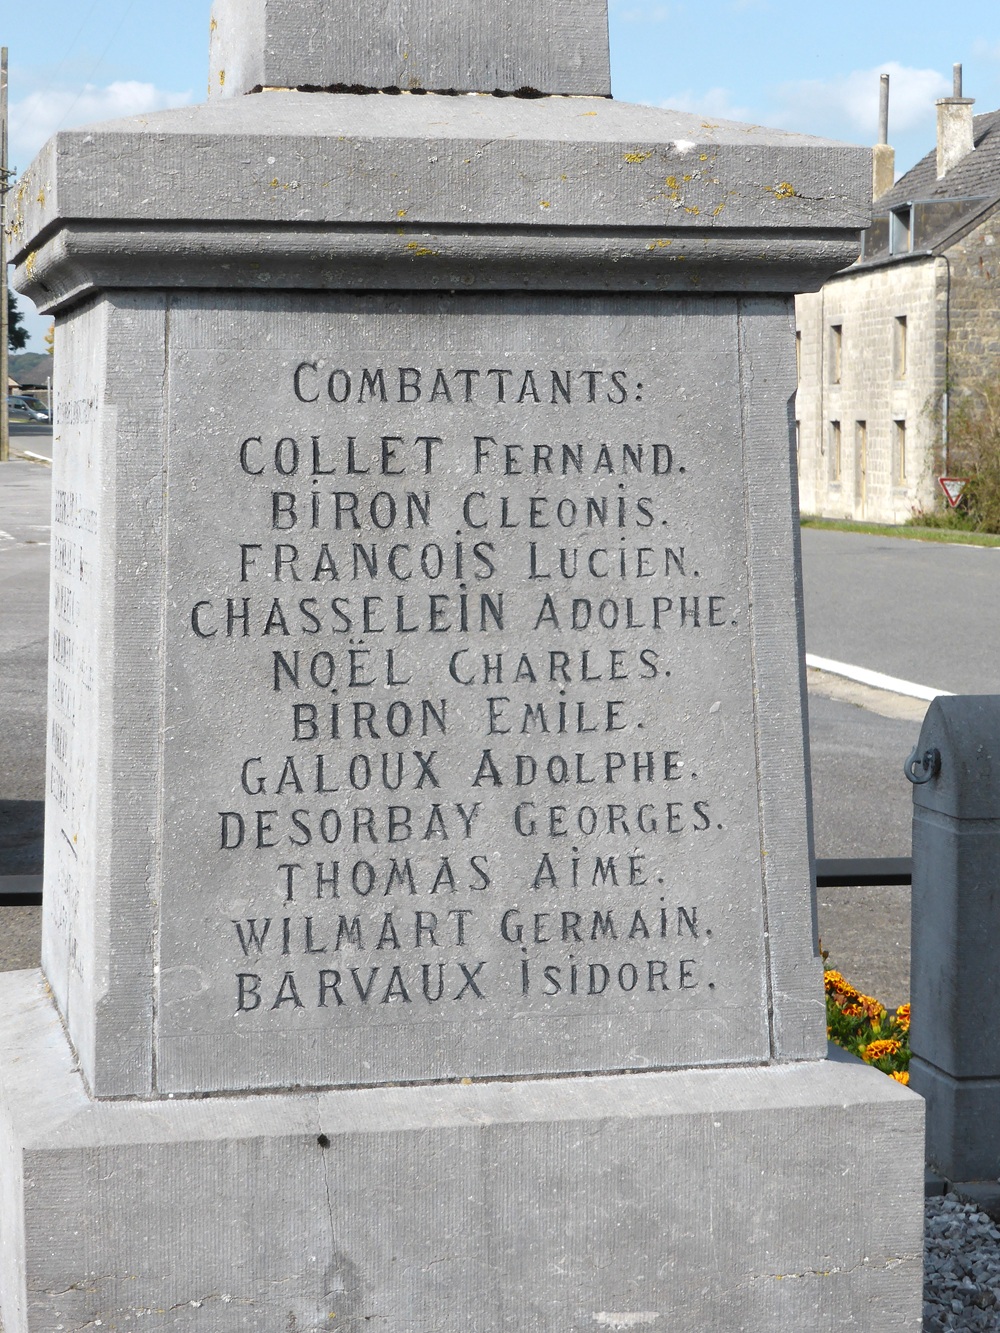 COMBATTANTS:
COLLET FERNAND.
BIRON CLEONIS.
FRANCOIS LUCIEN.
CHASSELEIN ADOLPHE.
NOËL CHARLES.
BIRON EMILE.
GALOUX ADOLPHE.
DESORBAY GEORGES.
THOMAS AIMÉ.
WILMART GERMAIN.
BARVAUX ISIDORE.